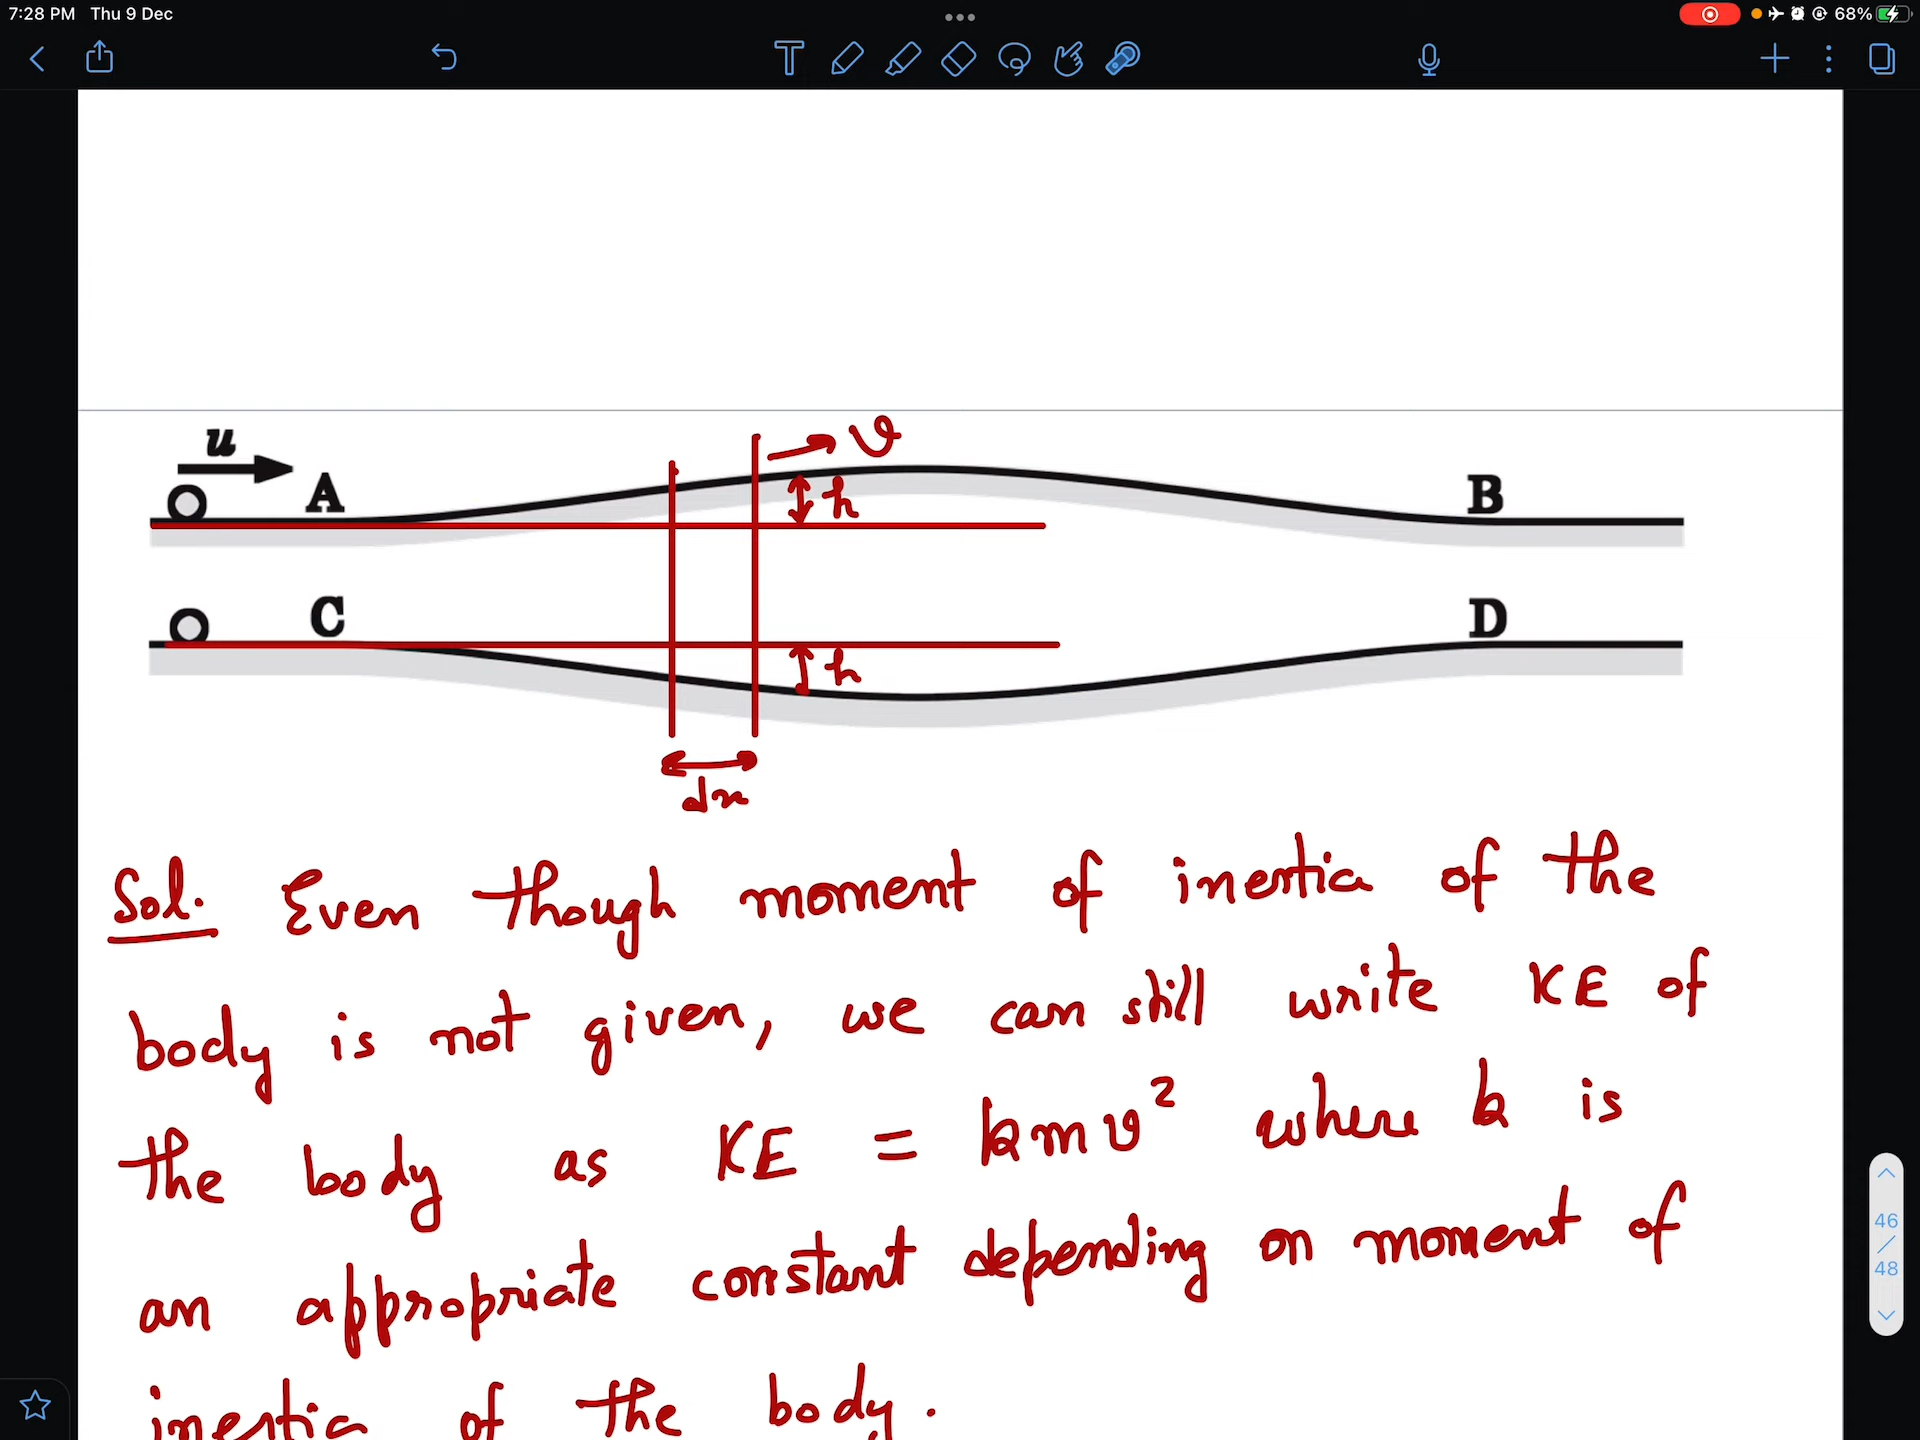 7:28 PM Thu 9 Dec
68%
u
A
v
h
B
C
h
D
dx
Sol. Even though moment of inertia of the
body is not given, we can still write KE of
the body as KE = kmv² where k is
an appropriate constant depending on moment of
inertia of the body.
46
/
48